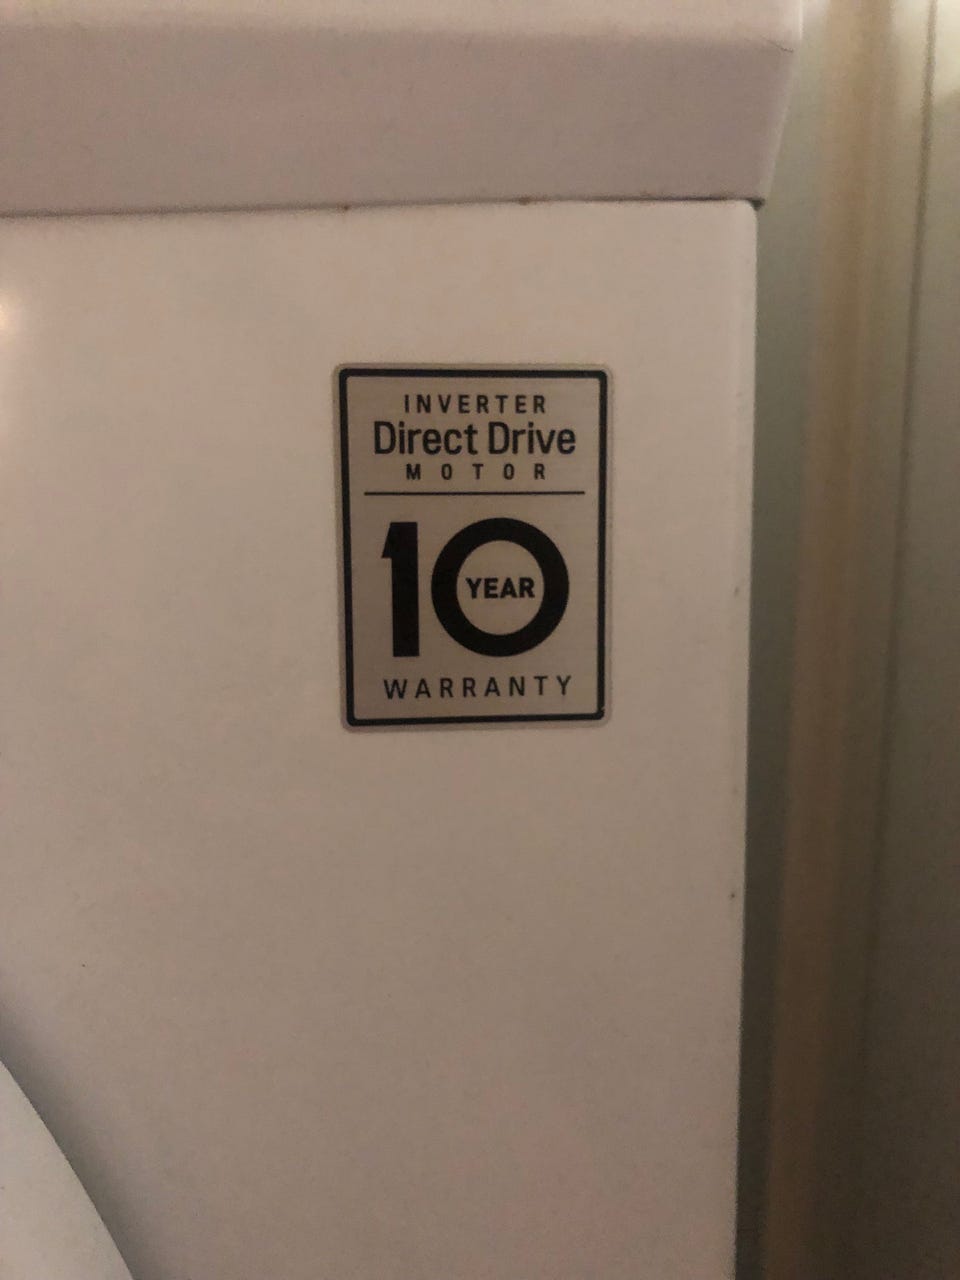 INVERTER
Direct Drive
MOTOR
10
YEAR
WARRANTY